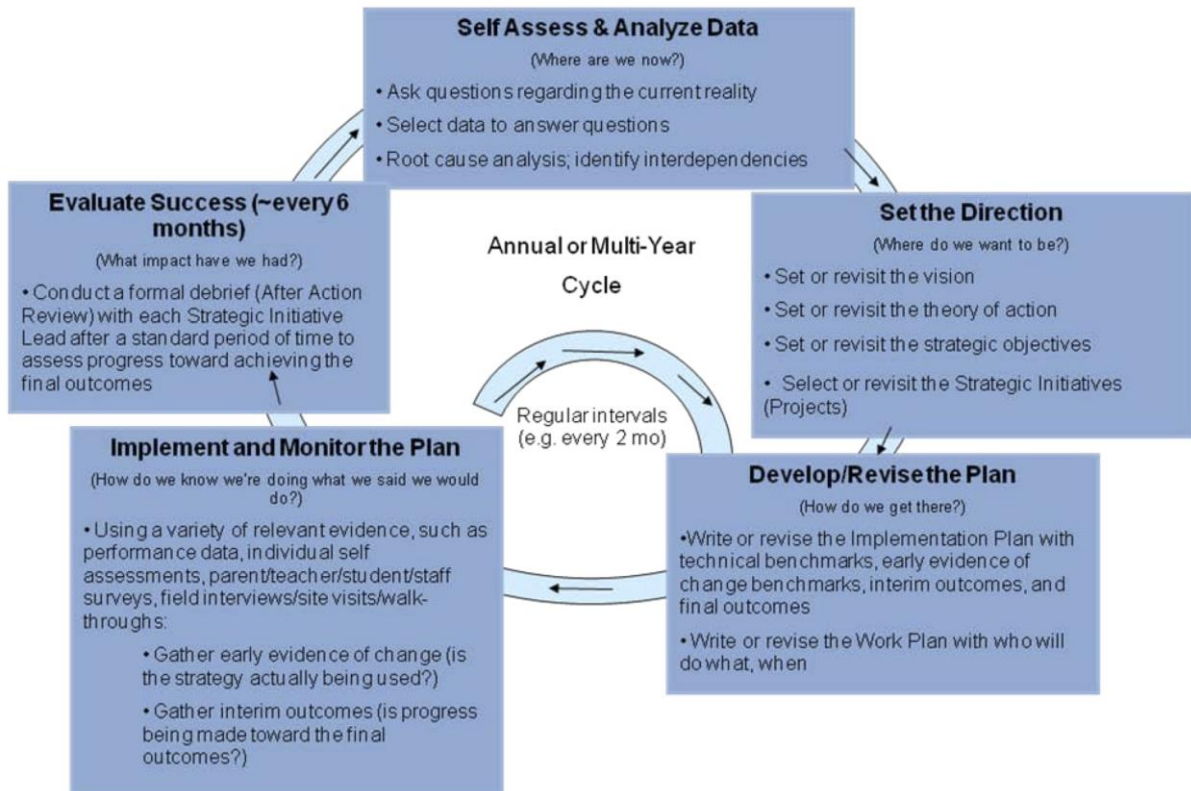 Self Assess & Analyze Data
(Where are we now?)
• Ask questions regarding the current reality
• Select data to answer questions
• Root cause analysis; identify interdependencies
Set the Direction
(Where do we want to be?)
• Set or revisit the vision
• Set or revisit the theory of action
• Set or revisit the strategic objectives
• Select or revisit the Strategic Initiatives
(Projects)
Develop/Revise the Plan
(How do we get there?)
•Write or revise the Implementation Plan with
technical benchmarks, early evidence of
change benchmarks, interim outcomes, and
final outcomes
• Write or revise the Work Plan with who will
do what, when
Implement and Monitor the Plan
(How do we know we're doing what we said we would
do?)
• Using a variety of relevant evidence, such as
performance data, individual self
assessments, parent/teacher/student/staff
surveys, field interviews/site visits/walk-
throughs:
• Gather early evidence of change (is
the strategy actually being used?)
• Gather interim outcomes (is progress
being made toward the final
outcomes?)
Evaluate Success (~every 6
months)
(What impact have we had?)
• Conduct a formal debrief (After Action
Review) with each Strategic Initiative
Lead after a standard period of time to
assess progress toward achieving the
final outcomes
Annual or Multi-Year
Cycle
Regular intervals
(e.g. every 2 mo)